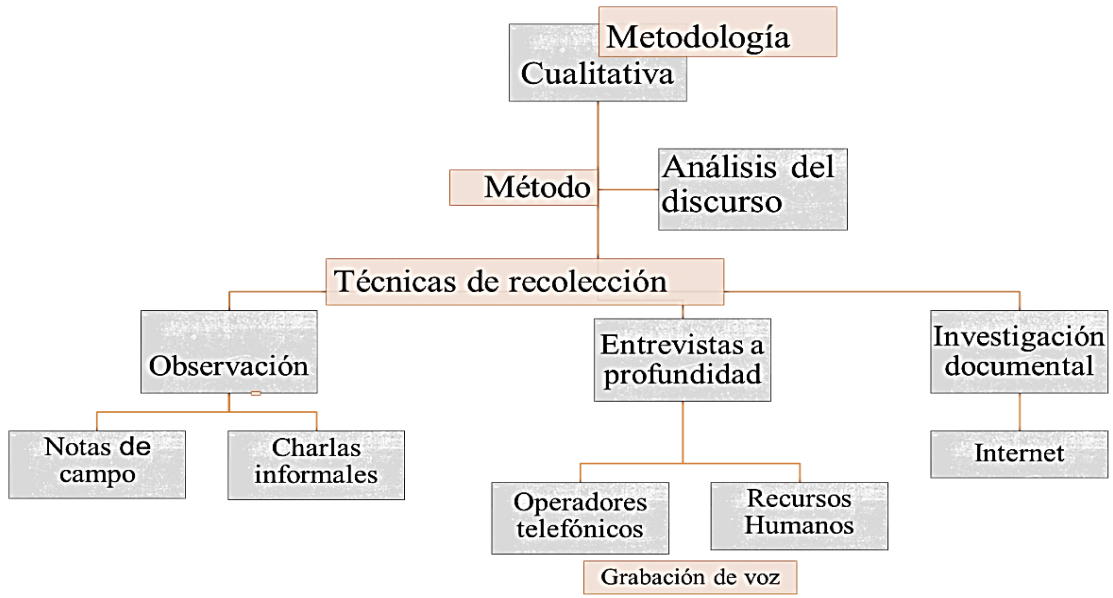 Metodología
Cualitativa
Método
Análisis del
discurso
Técnicas de recolección
Observación
Entrevistas a
profundidad
Investigación
documental
Notas de
campo
Charlas
informales
Internet
Operadores
telefónicos
Recursos
Humanos
Grabación de voz